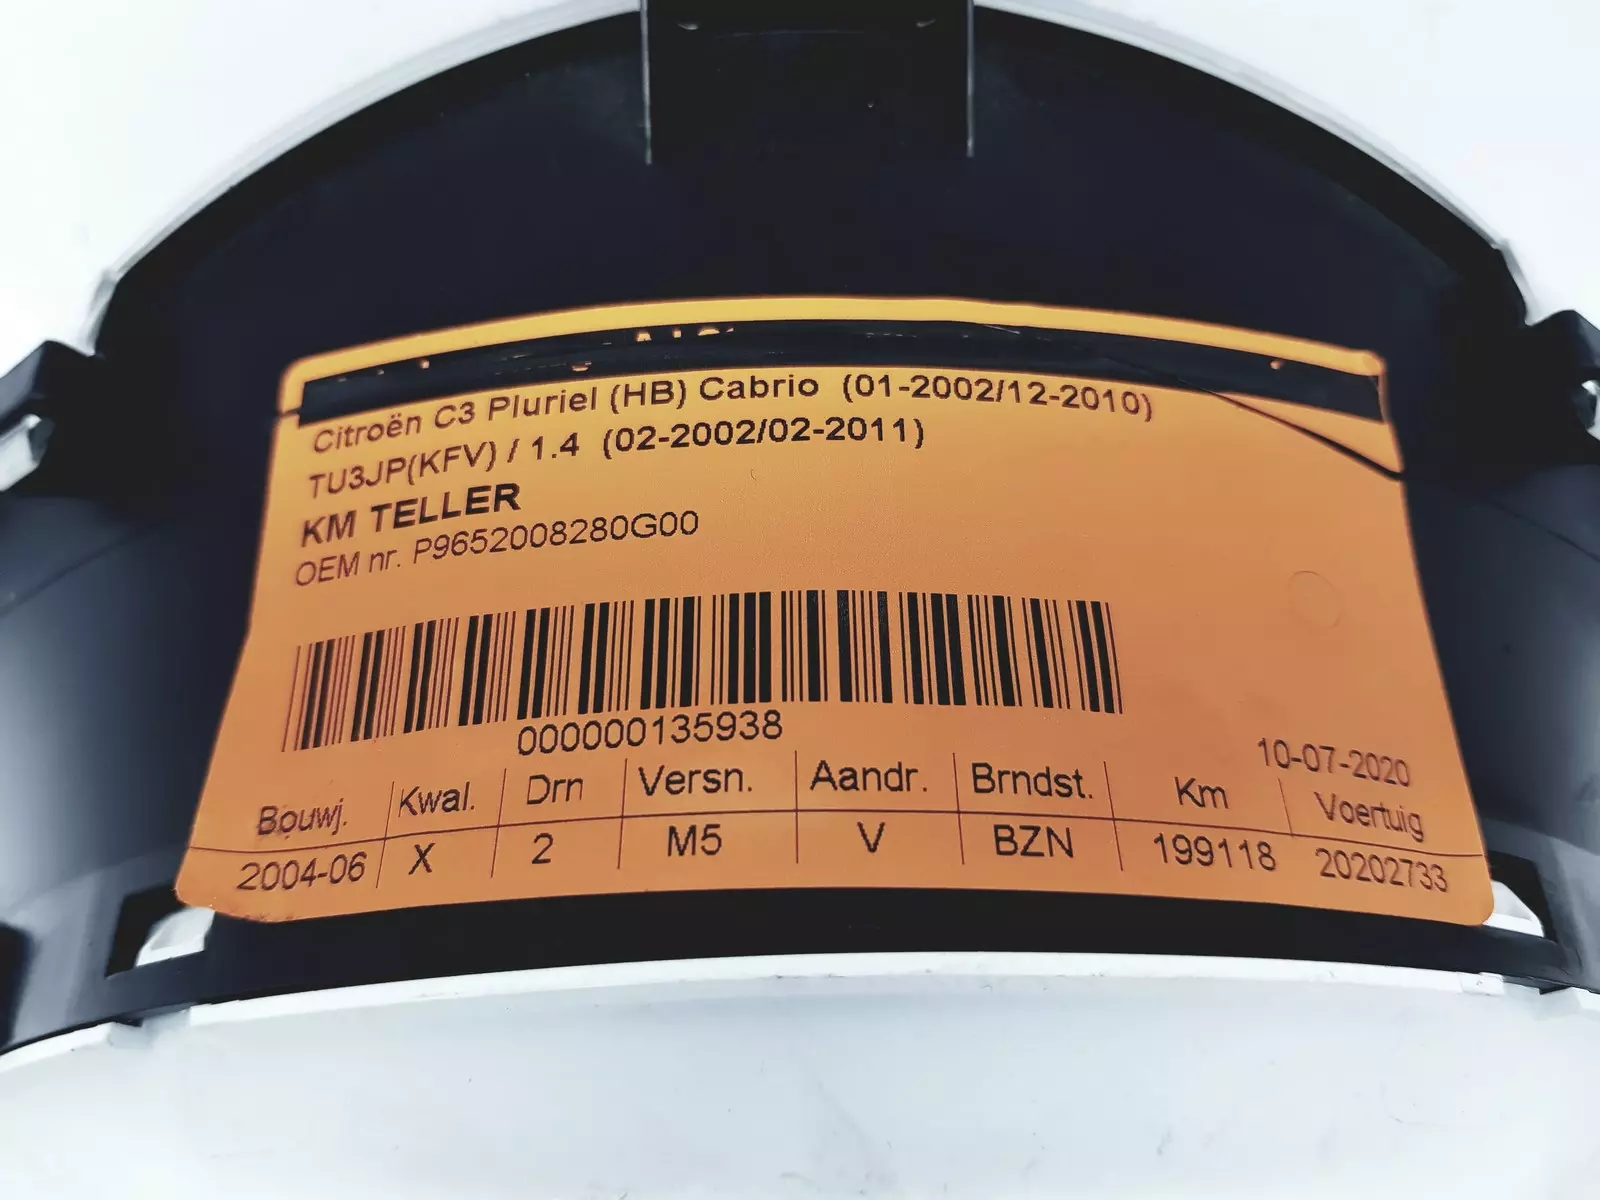 Citroën C3 Pluriel (HB) Cabrio (01-2002/12-2010)
TU3JP(KFV) / 1.4 (02-2002/02-2011)
KM TELLER
OEM nr. P9652008280G00
000000135938
10-07-2020
Bouwj. Kwal. Drn Versn. Aandr. Brndst. Km Voertuig
2004-06 X 2 M5 V BZN 199118 20202733